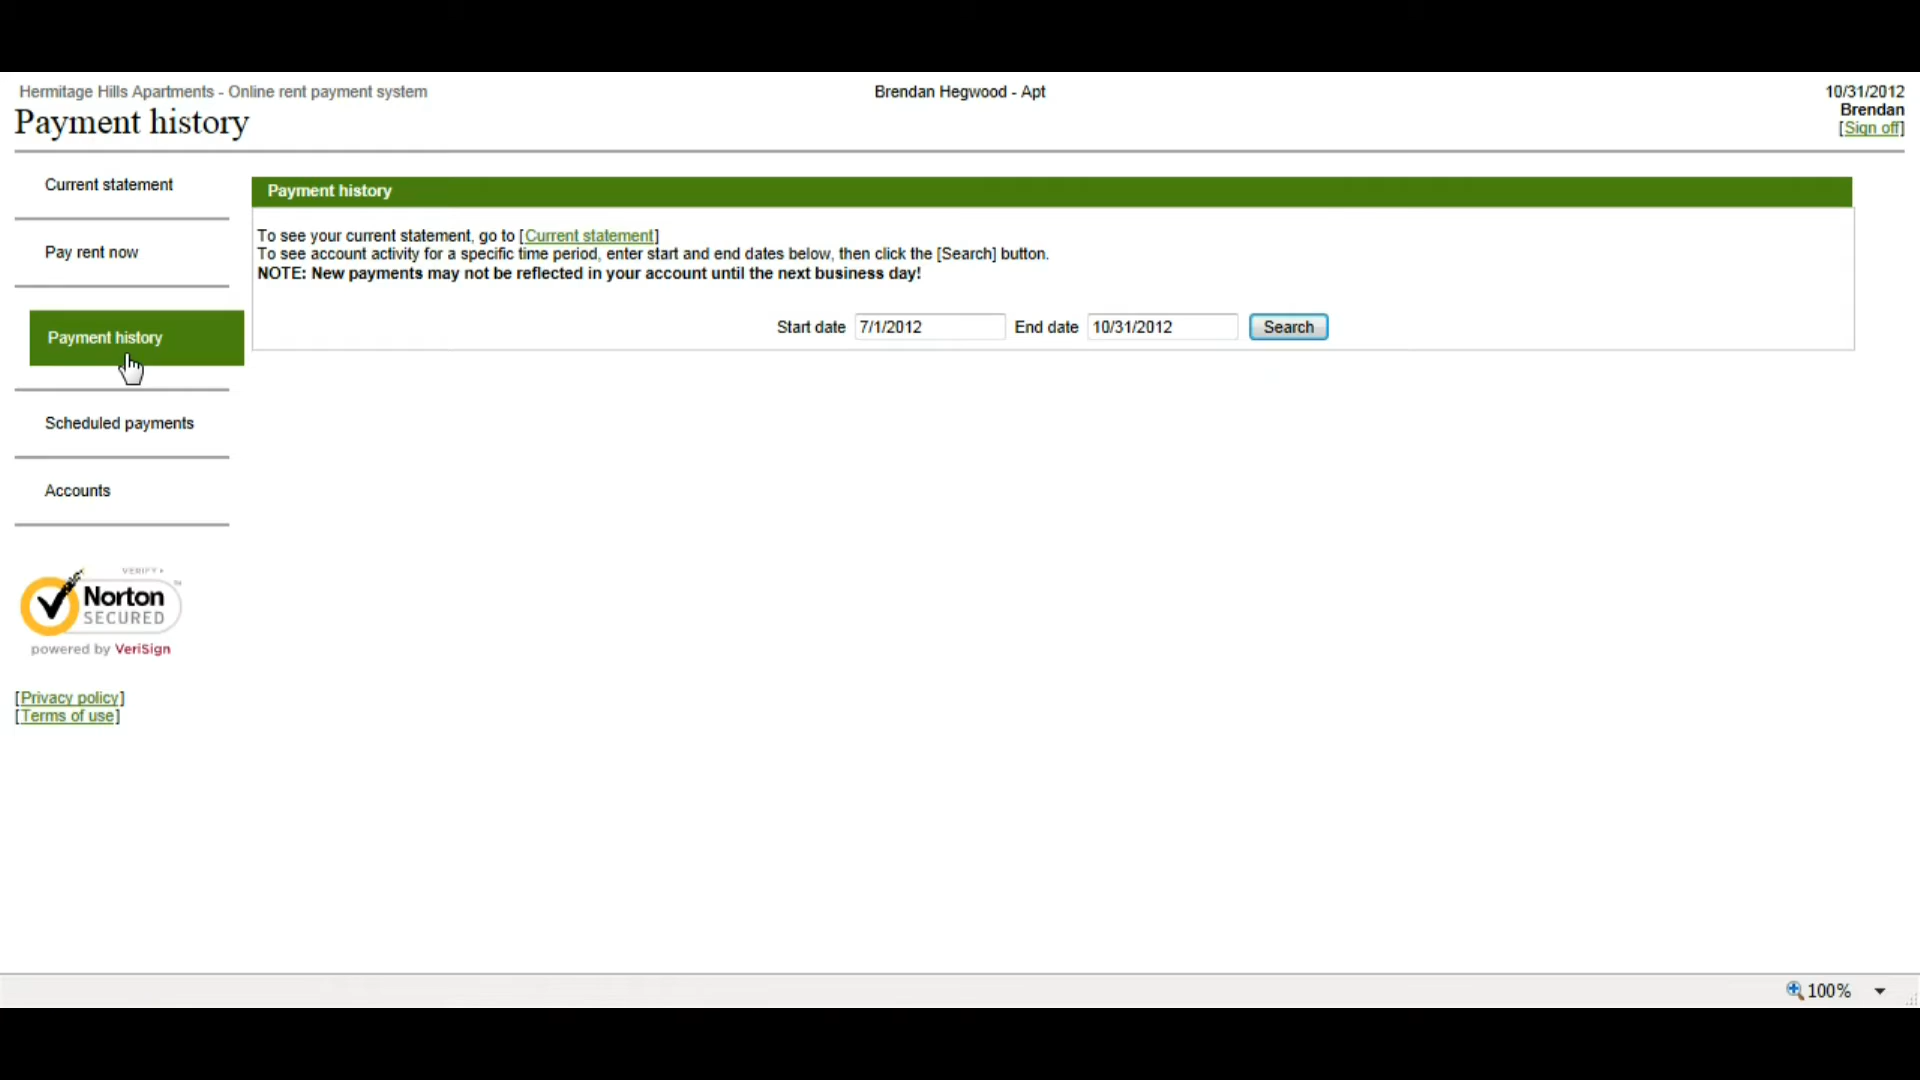 Hermitage Hills Apartments - Online rent payment system
Brendan Hegwood - Apt
10/31/2012
Payment history
Brendan
[Sign off]
Current statement
Pay rent now
Payment history
Scheduled payments
Accounts
VERIFY
Norton
SECURED
™
powered by VeriSign
[Privacy policy]
[Terms of use]
Payment history
To see your current statement, go to [Current statement]
To see account activity for a specific time period, enter start and end dates below, then click the [Search] button.
NOTE: New payments may not be reflected in your account until the next business day!
Start date 7/1/2012 End date 10/31/2012 Search
100%